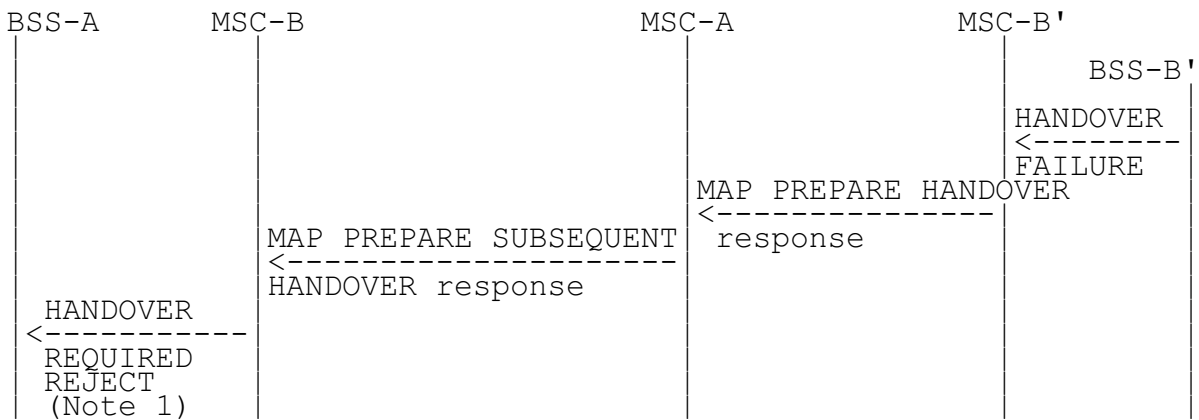 BSS-A MSC-B MSC-A MSC-B'
BSS-B'
HANDOVER
<--------
FAILURE
MAP PREPARE HANDOVER
<---------------
MAP PREPARE SUBSEQUENT response
<---------------------
HANDOVER response
HANDOVER
<-----------
REQUIRED
REJECT
(Note 1)